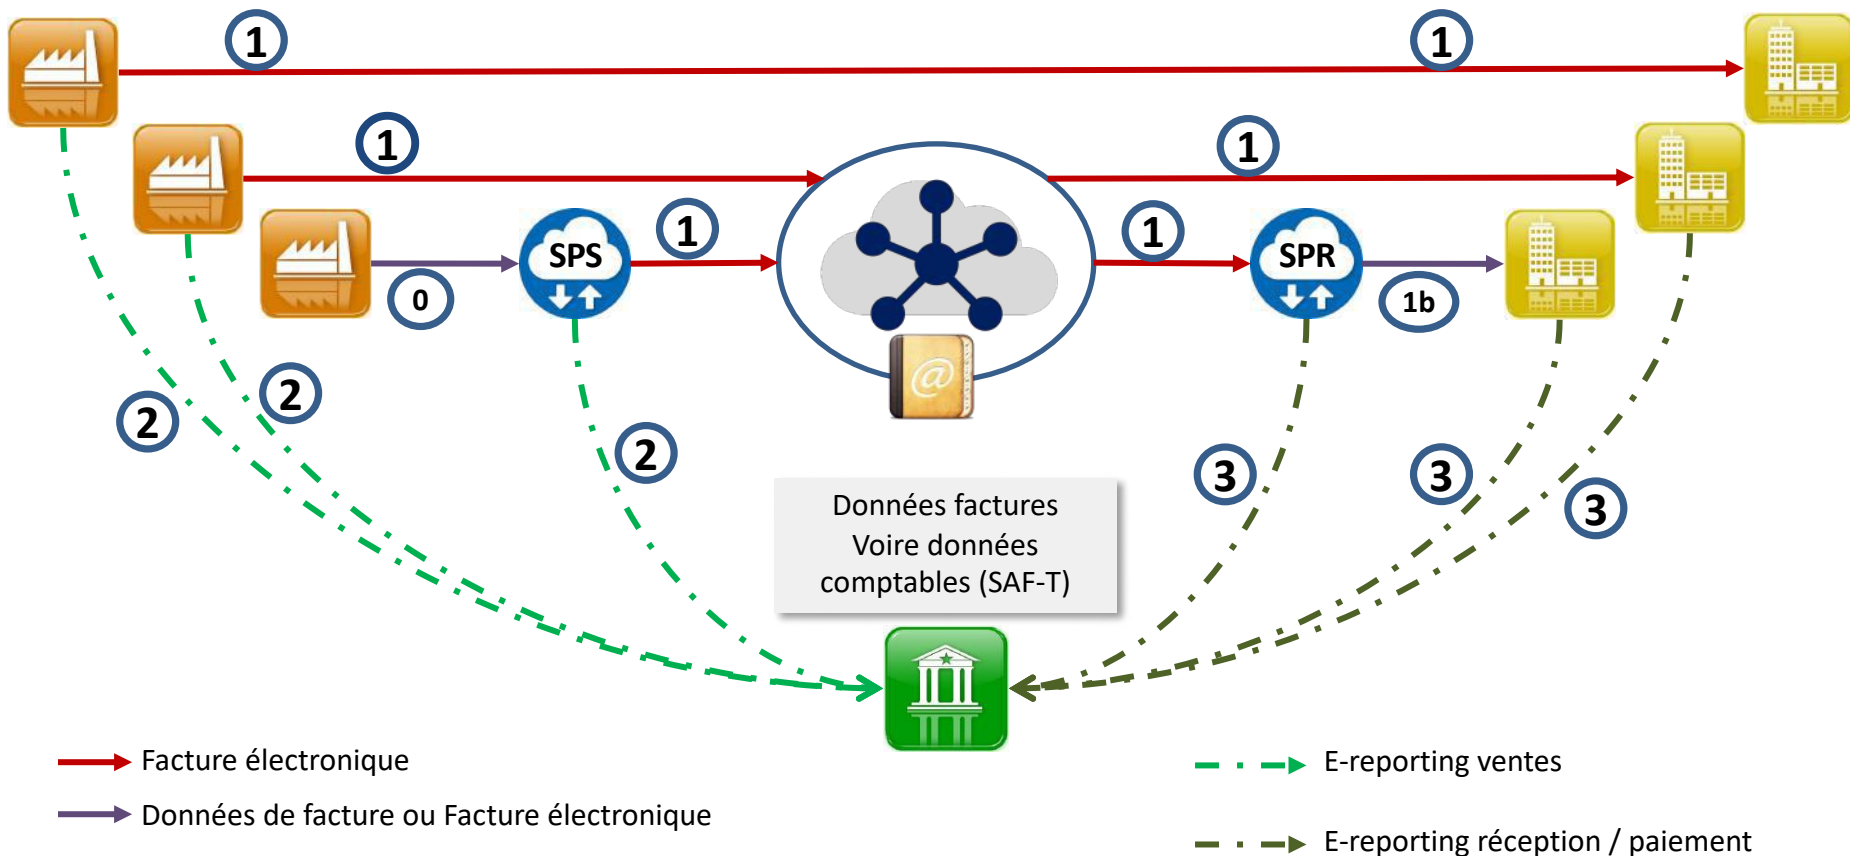 1
1
1
1
SPS
1
1
SPR
0
1b
2
2
2
3
3
3
Données factures
Voire données
comptables (SAF-T)
@
Facture électronique
E-reporting ventes
Données de facture ou Facture électronique
E-reporting réception / paiement